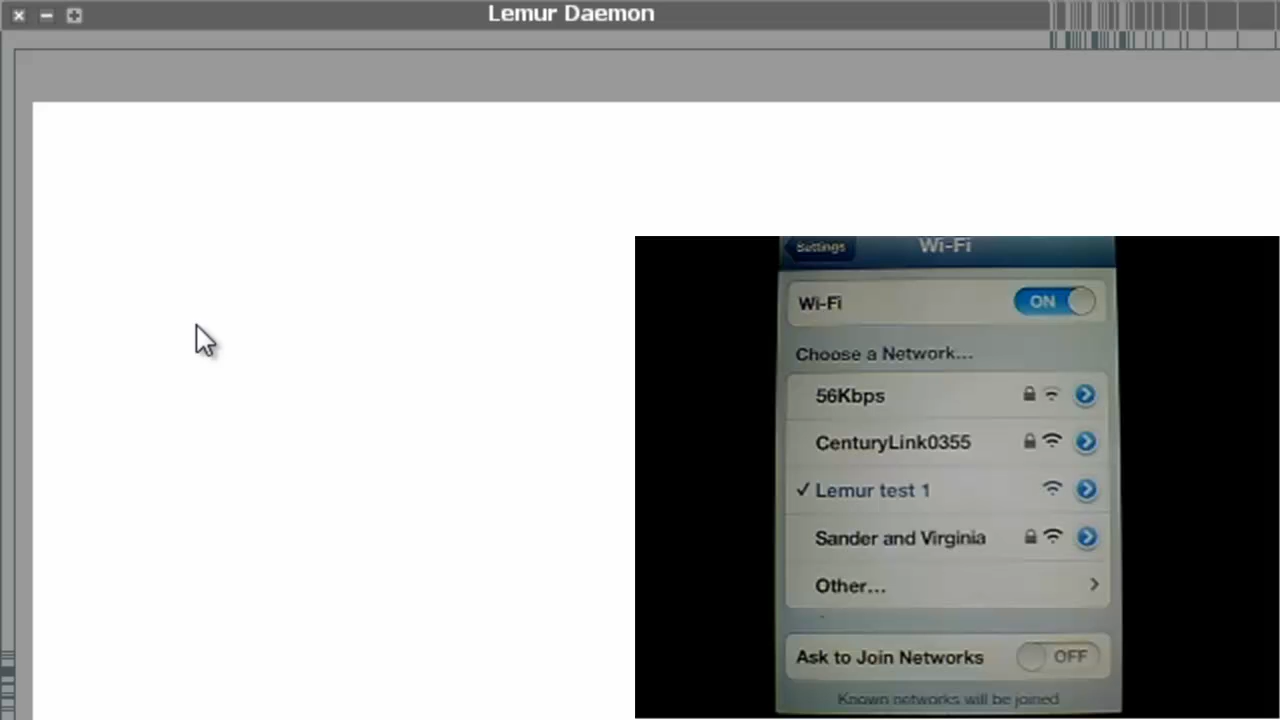 Lemur Daemon
Settings
Wi-Fi
Wi-Fi
ON
Choose a Network...
56Kbps
CenturyLink0355
✓ Lemur test 1
Sander and Virginia
Other...
Ask to Join Networks
OFF
Known networks will be joined